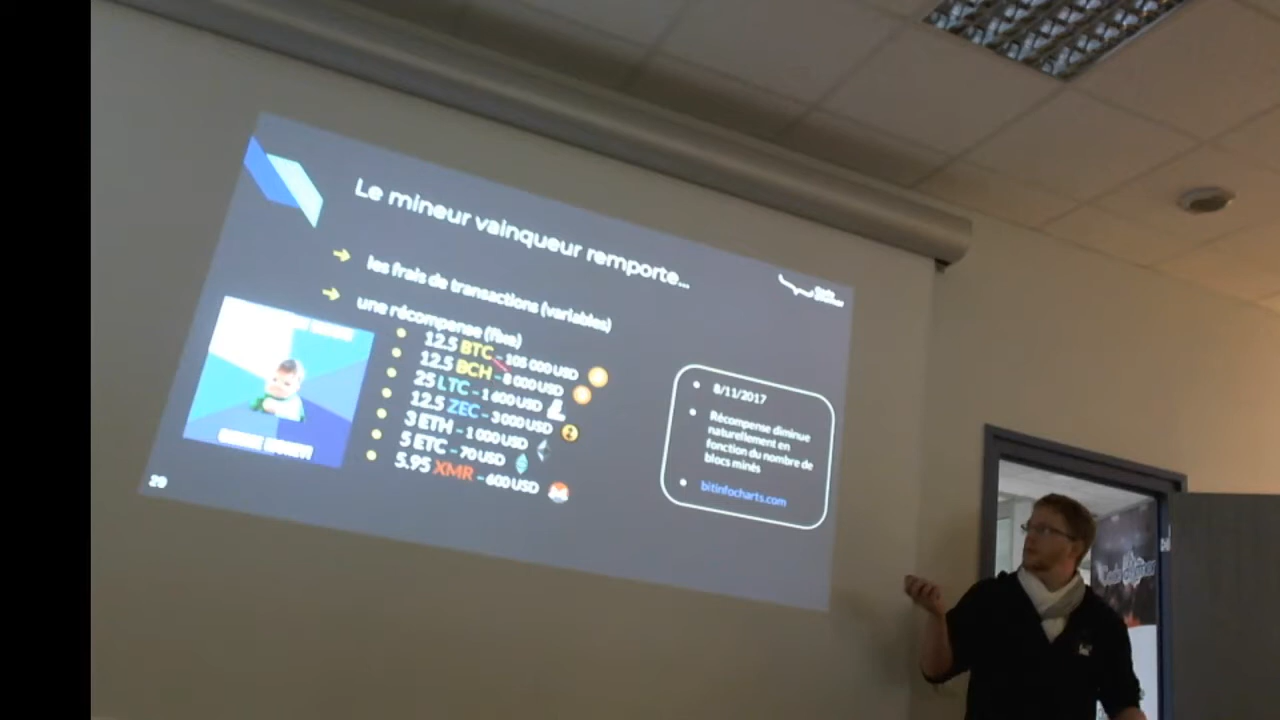 Le mineur vainqueur remporte...
les frais de transactions (variables)
une récompense (fixe)
12.5 BTC - 105 000 USD
12.5 BCH - 8 000 USD
25 LTC - 1 600 USD
12.5 ZEC - 3 000 USD
3 ETH - 1 000 USD
5 ETC - 70 USD
5.95 XMR - 600 USD
8/11/2017
Récompense diminue
naturellement en
fonction du nombre de
blocs minés
bitinfocharts.com
20